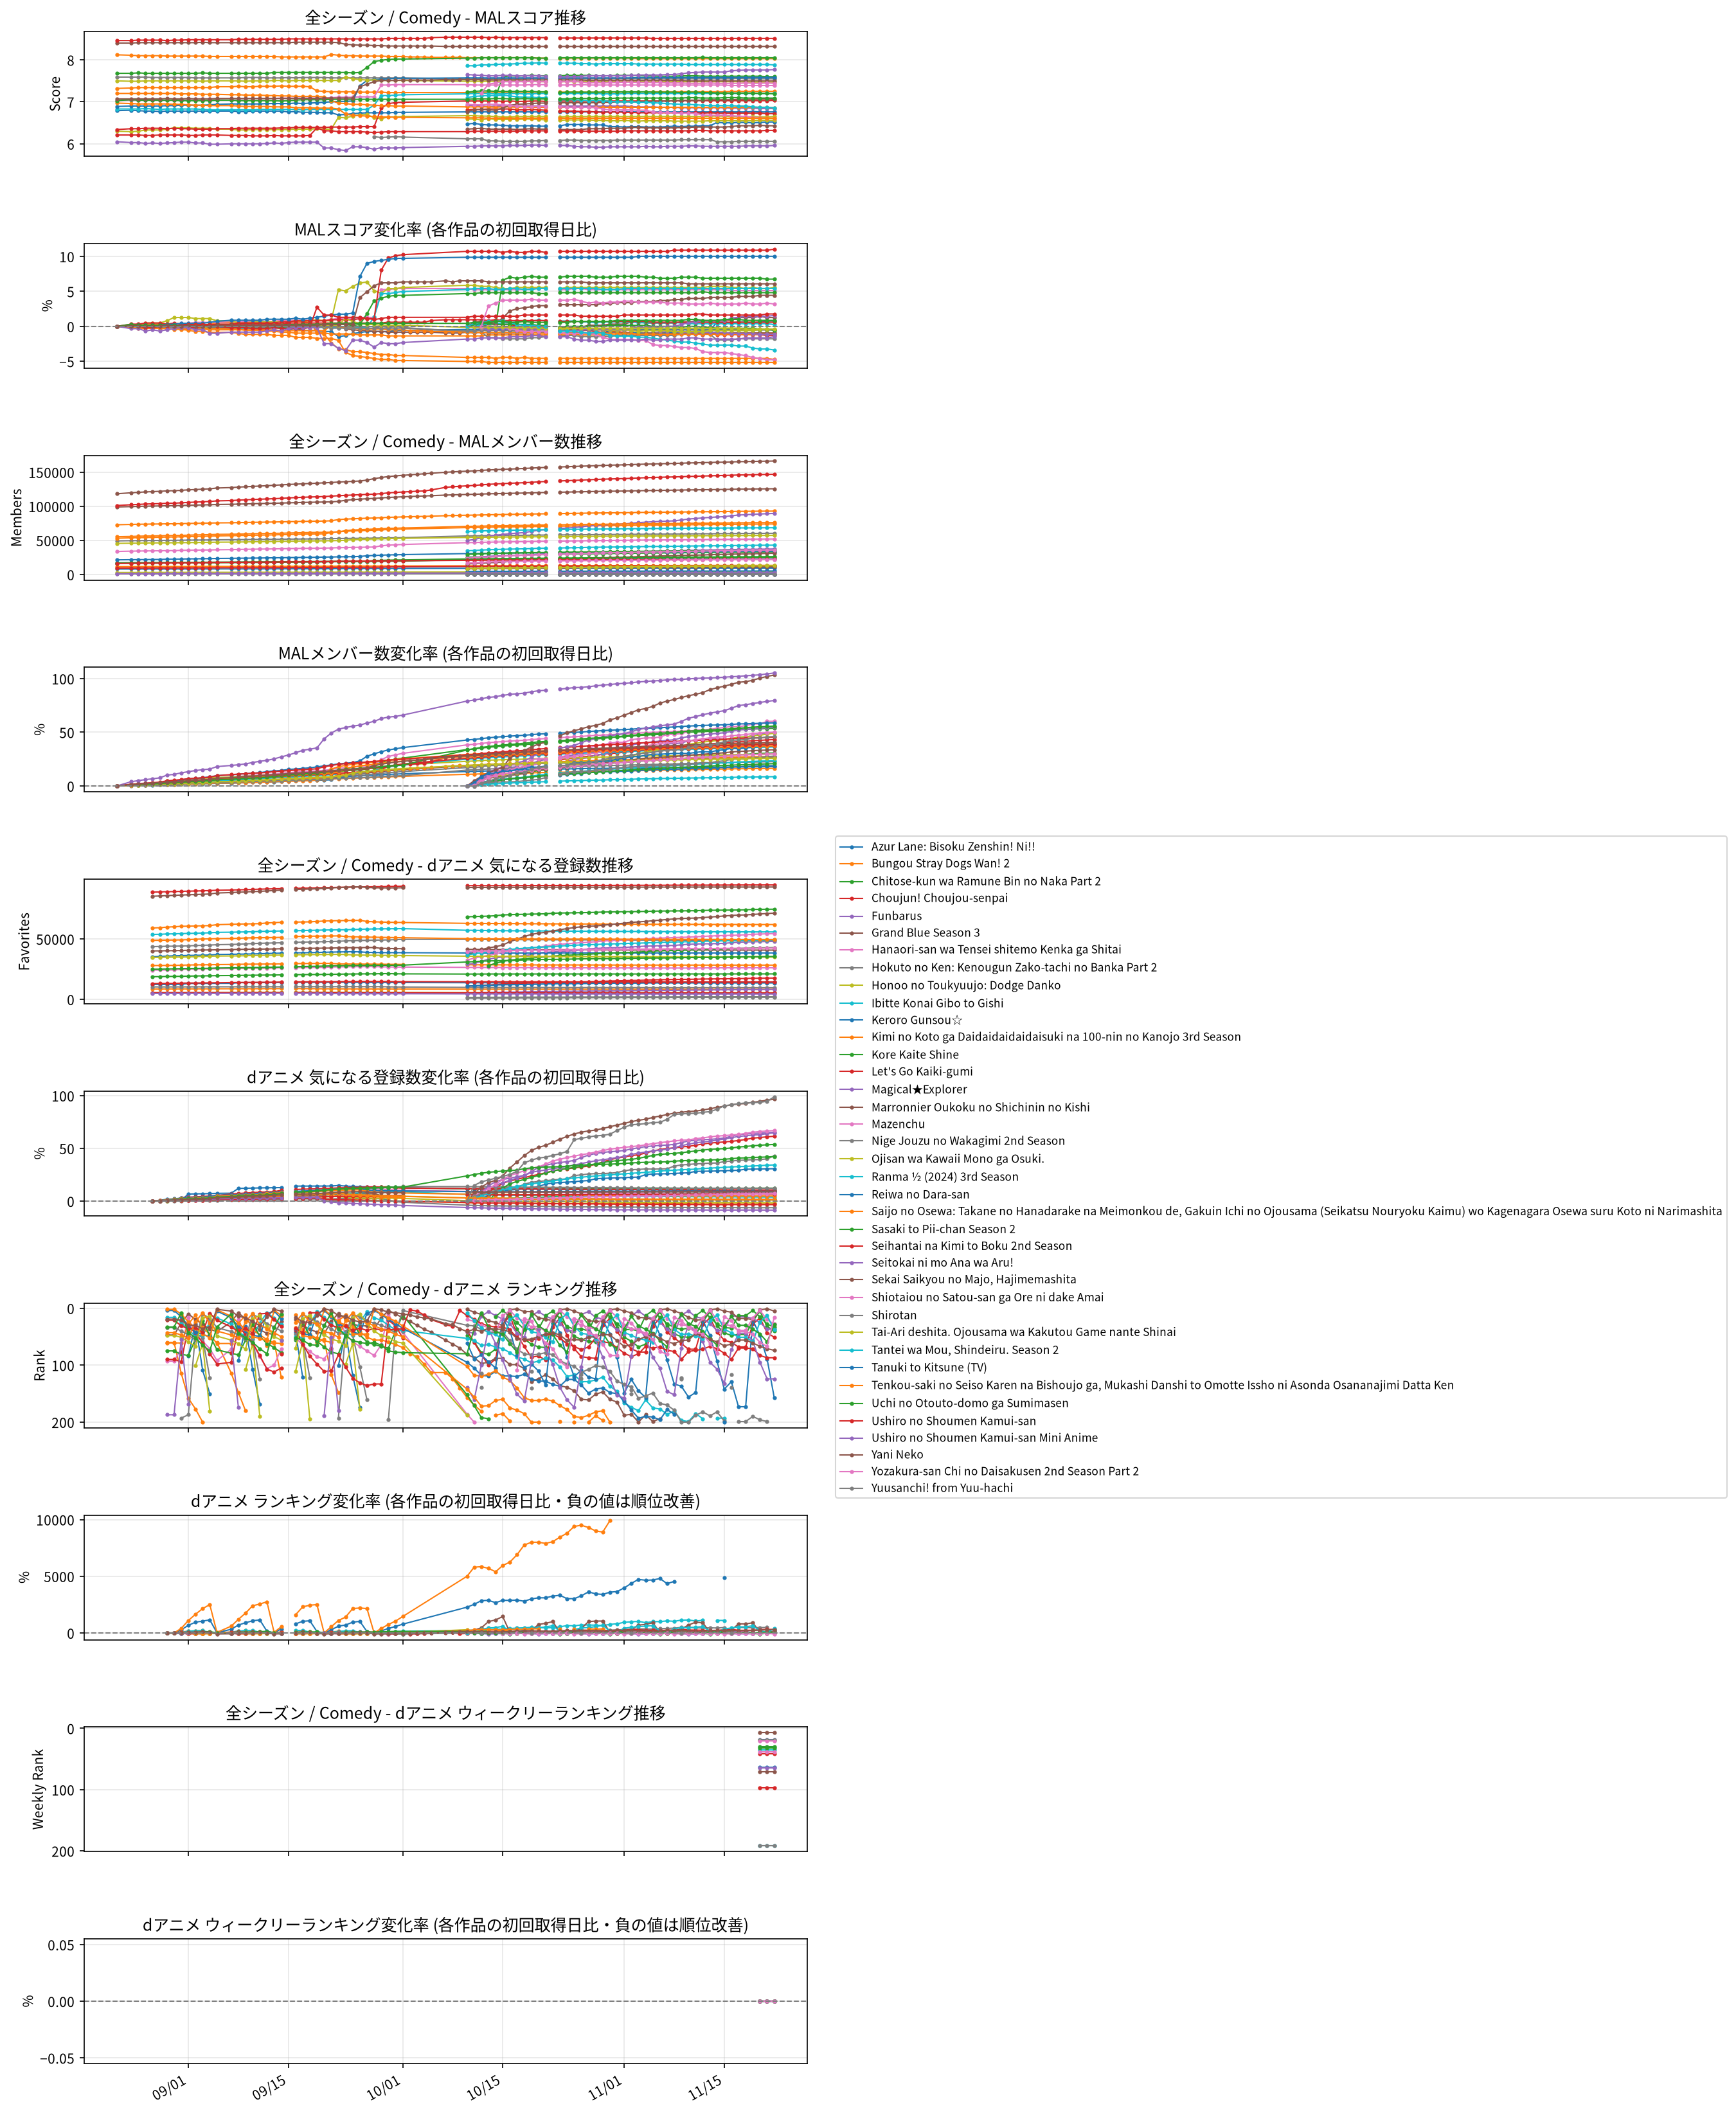 全シーズン / Comedy - MALスコア推移
Score
8
7
6
MALスコア変化率 (各作品の初回取得日比)
%
10
5
0
−5
全シーズン / Comedy - MALメンバー数推移
Members
150000
100000
50000
0
MALメンバー数変化率 (各作品の初回取得日比)
%
100
50
0
全シーズン / Comedy - dアニメ 気になる登録数推移
Favorites
50000
0
dアニメ 気になる登録数変化率 (各作品の初回取得日比)
%
100
50
0
全シーズン / Comedy - dアニメ ランキング推移
Rank
0
100
200
dアニメ ランキング変化率 (各作品の初回取得日比・負の値は順位改善)
%
10000
5000
0
全シーズン / Comedy - dアニメ ウィークリーランキング推移
Weekly Rank
0
100
200
dアニメ ウィークリーランキング変化率 (各作品の初回取得日比・負の値は順位改善)
%
0.05
0.00
−0.05
09/01
09/15
10/01
10/15
11/01
11/15
Azur Lane: Bisoku Zenshin! Ni!!
Bungou Stray Dogs Wan! 2
Chitose-kun wa Ramune Bin no Naka Part 2
Choujun! Choujou-senpai
Funbarus
Grand Blue Season 3
Hanaori-san wa Tensei shitemo Kenka ga Shitai
Hokuto no Ken: Kenougun Zako-tachi no Banka Part 2
Honoo no Toukyuujo: Dodge Danko
Ibitte Konai Gibo to Gishi
Keroro Gunsou☆
Kimi no Koto ga Daidaidaidaidaisuki na 100-nin no Kanojo 3rd Season
Kore Kaite Shine
Let's Go Kaiki-gumi
Magical★Explorer
Marronnier Oukoku no Shichinin no Kishi
Mazenchu
Nige Jouzu no Wakagimi 2nd Season
Ojisan wa Kawaii Mono ga Osuki.
Ranma ½ (2024) 3rd Season
Reiwa no Dara-san
Saijo no Osewa: Takane no Hanadarake na Meimonkou de, Gakuin Ichi no Ojousama (Seikatsu Nouryoku Kaimu) wo Kagenagara Osewa suru Koto ni Narimashita
Sasaki to Pii-chan Season 2
Seihantai na Kimi to Boku 2nd Season
Seitokai ni mo Ana wa Aru!
Sekai Saikyou no Majo, Hajimemashita
Shiotaiou no Satou-san ga Ore ni dake Amai
Shirotan
Tai-Ari deshita. Ojousama wa Kakutou Game nante Shinai
Tantei wa Mou, Shindeiru. Season 2
Tanuki to Kitsune (TV)
Tenkou-saki no Seiso Karen na Bishoujo ga, Mukashi Danshi to Omotte Issho ni Asonda Osananajimi Datta Ken
Uchi no Otouto-domo ga Sumimasen
Ushiro no Shoumen Kamui-san
Ushiro no Shoumen Kamui-san Mini Anime
Yani Neko
Yozakura-san Chi no Daisakusen 2nd Season Part 2
Yuusanchi! from Yuu-hachi